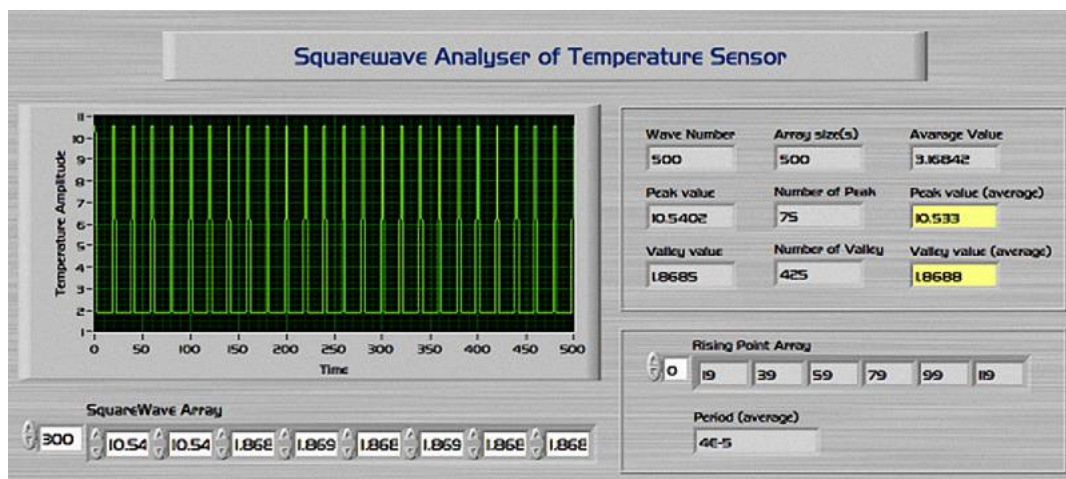 Squarewave Analyser of Temperature Sensor
Temperature Amplitude
11
10
9
8
7
6
5
4
3
2
1
0 50 100 150 200 250 300 350 400 450 500
Time
SquareWave Array
300 10.54 10.54 1.868 1.869 1.868 1.869 1.868 1.868
Wave Number Array size(s) Avarage Value
500 500 3.16842
Peak value Number of Peak Peak value (average)
10.5402 75 10.533
Valley value Number of Valley Valley value (average)
1.8685 425 1.8688
Rising Point Array
0 19 39 59 79 99 119
Period (average)
4E-5